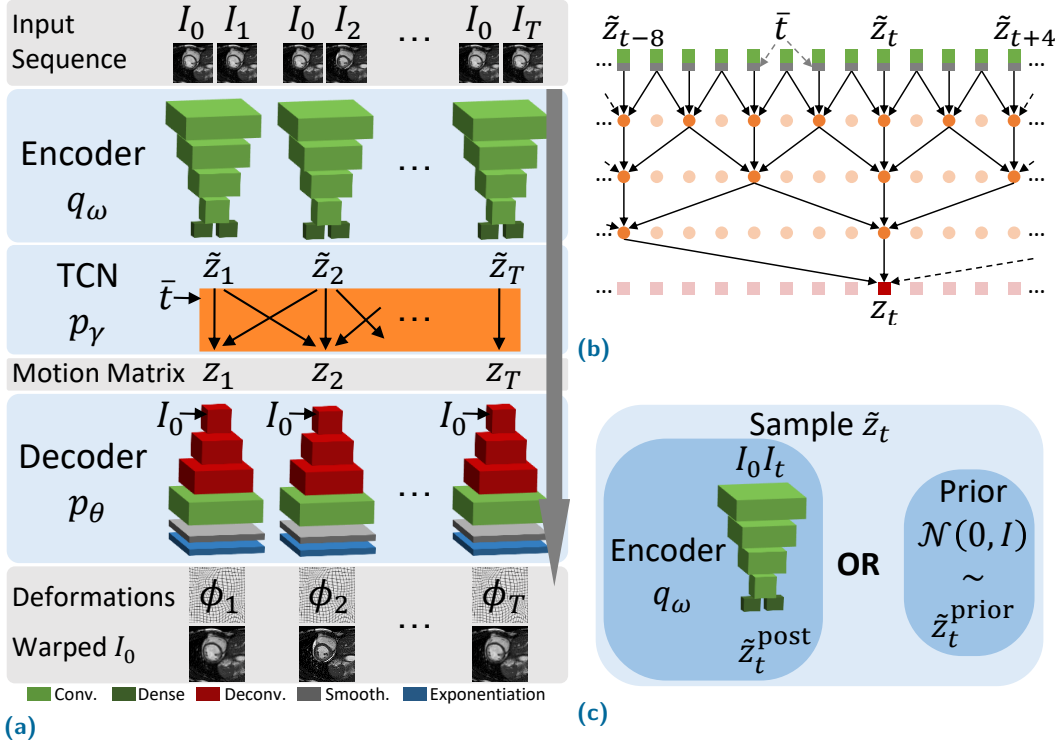 Input Sequence
I₀ I₁ I₀ I₂ ... I₀ I_T
Encoder
q_ω
...
TCN
p_γ
t̄
z̃₁ z̃₂ z̃_T
...
Motion Matrix z₁ z₂ z_T
Decoder
p_θ
I₀ I₀ I₀
...
Deformations ϕ₁ ϕ₂ ϕ_T
...
Warped I₀
Conv. Dense Deconv. Smooth. Exponentiation
(a)
z̃_{t−8} t̄ z̃_t z̃_{t+4}
... ...
... ...
... ...
... ...
... ...
z_t
(b)
Sample z̃_t
I₀I_t
Encoder
q_ω
z̃_t^post
OR
Prior
𝒩(0, I)
~
z̃_t^prior
(c)